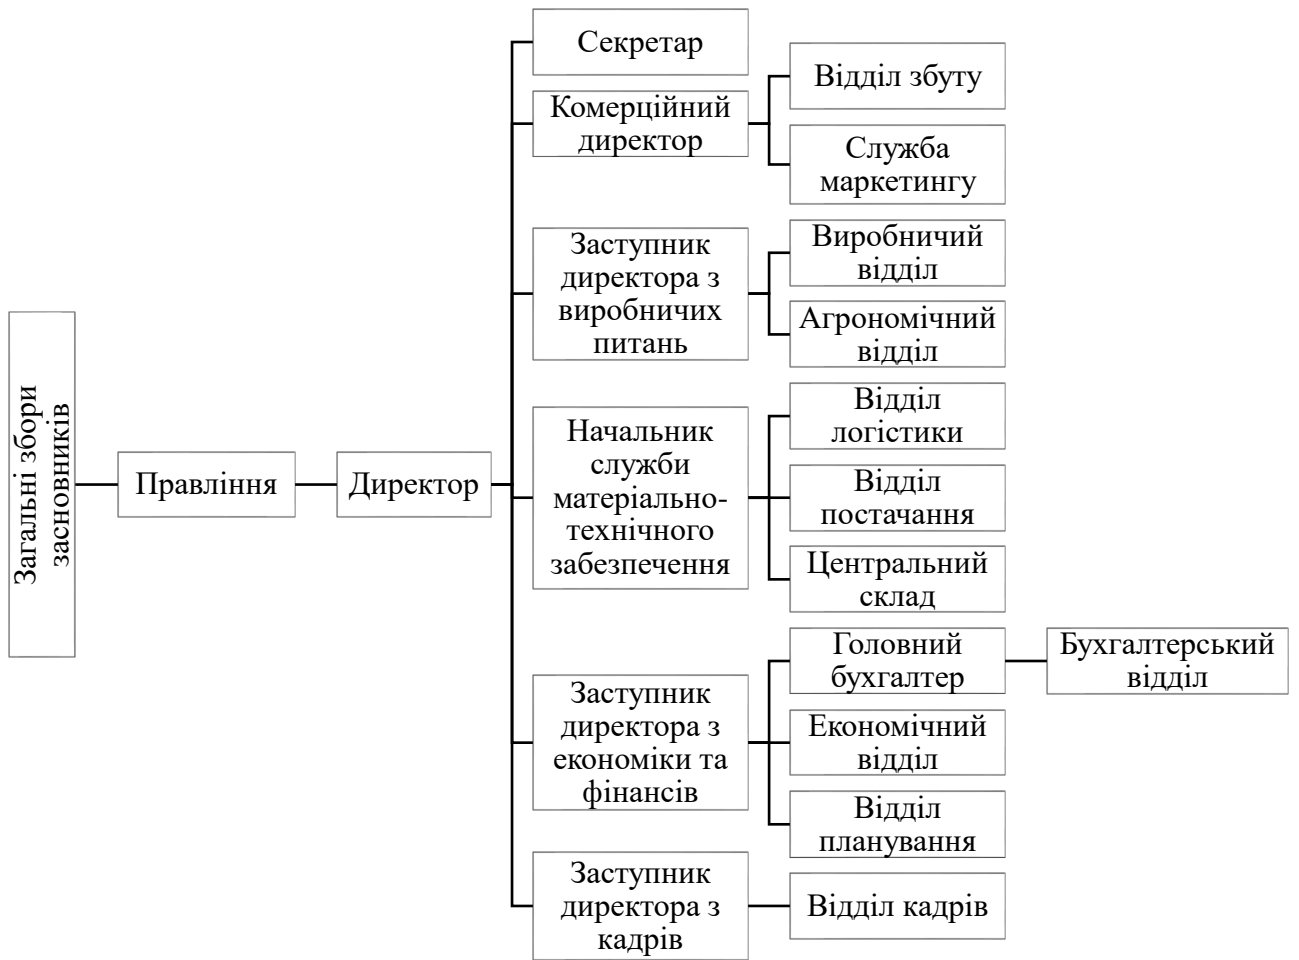 Загальні збори
засновників
Правління
Директор
Секретар
Комерційний
директор
Відділ збуту
Служба
маркетингу
Заступник
директора з
виробничих
питань
Виробничий
відділ
Агрономічний
відділ
Начальник
служби
матеріально-
технічного
забезпечення
Відділ
логістики
Відділ
постачання
Центральний
склад
Заступник
директора з
економіки та
фінансів
Головний
бухгалтер
Бухгалтерський
відділ
Економічний
відділ
Відділ
планування
Заступник
директора з
кадрів
Відділ кадрів